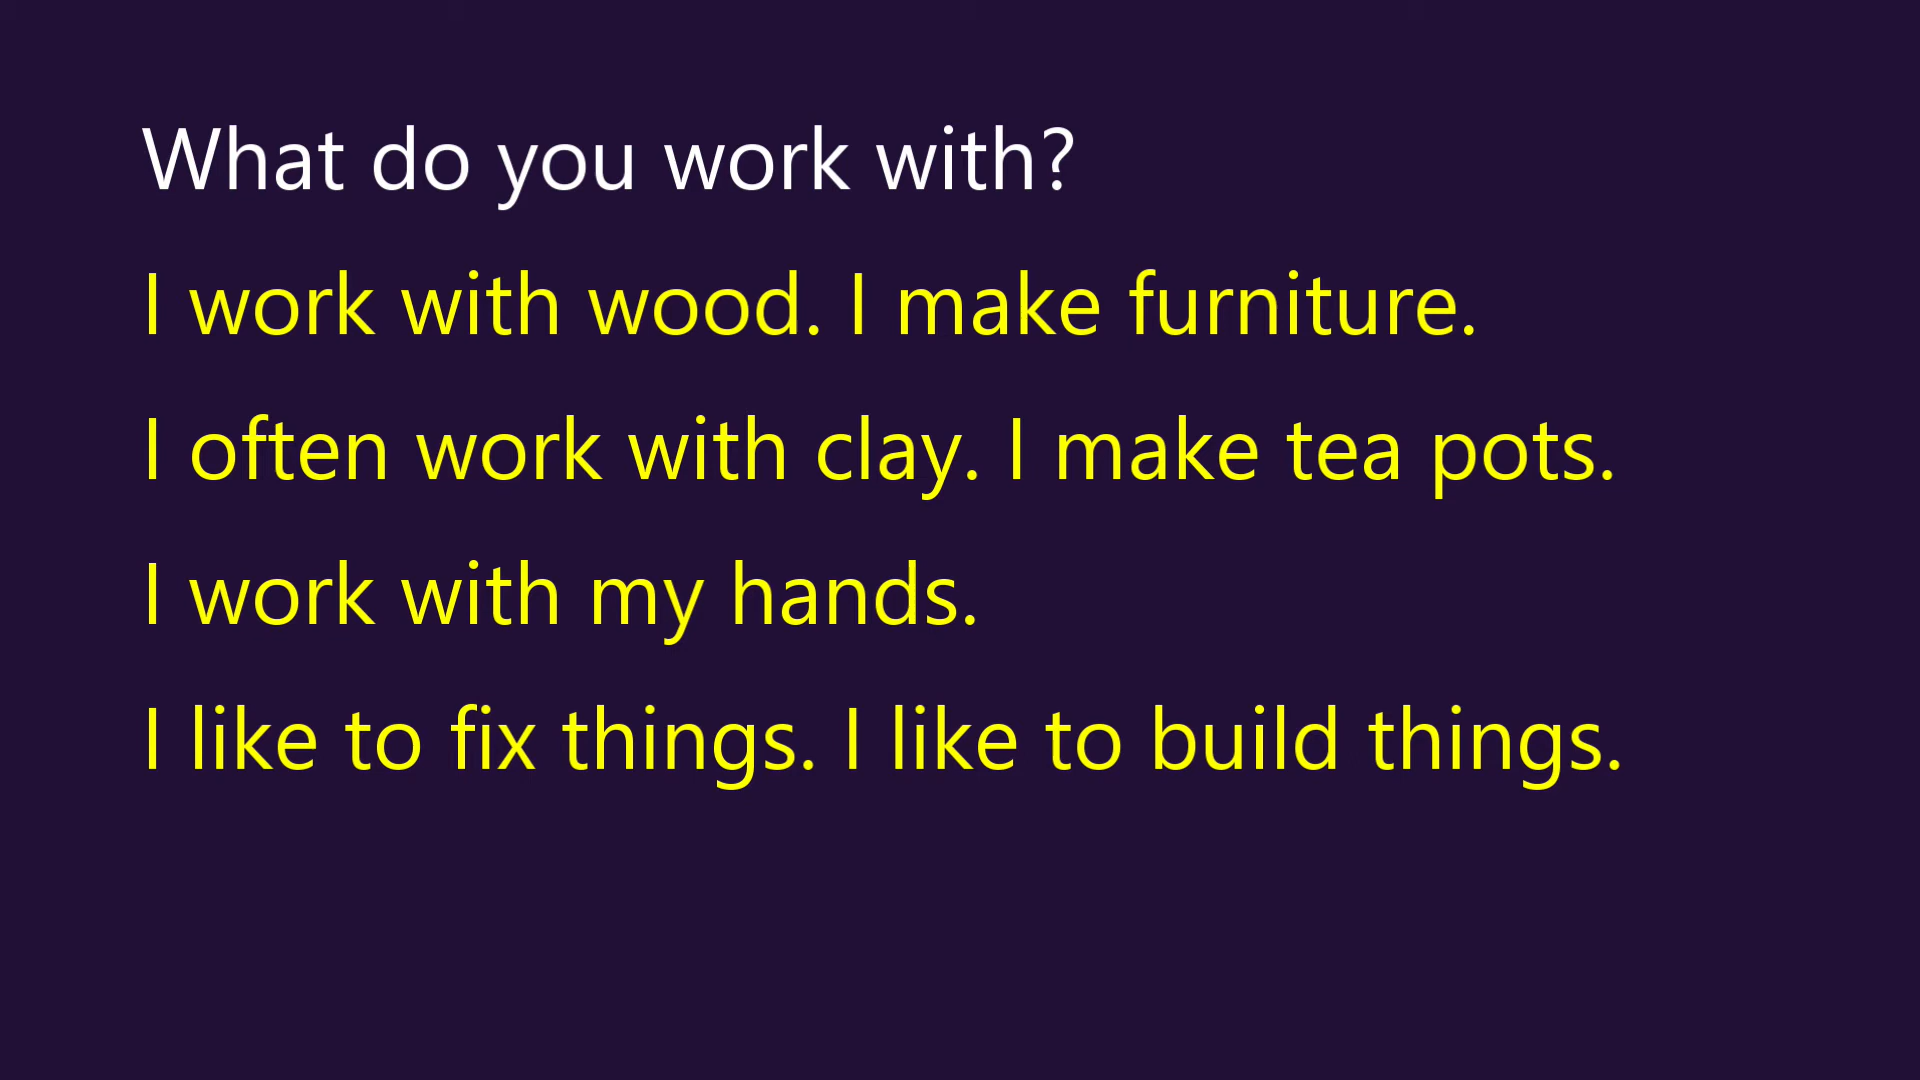 What do you work with?
I work with wood. I make furniture.
I often work with clay. I make tea pots.
I work with my hands.
I like to fix things. I like to build things.